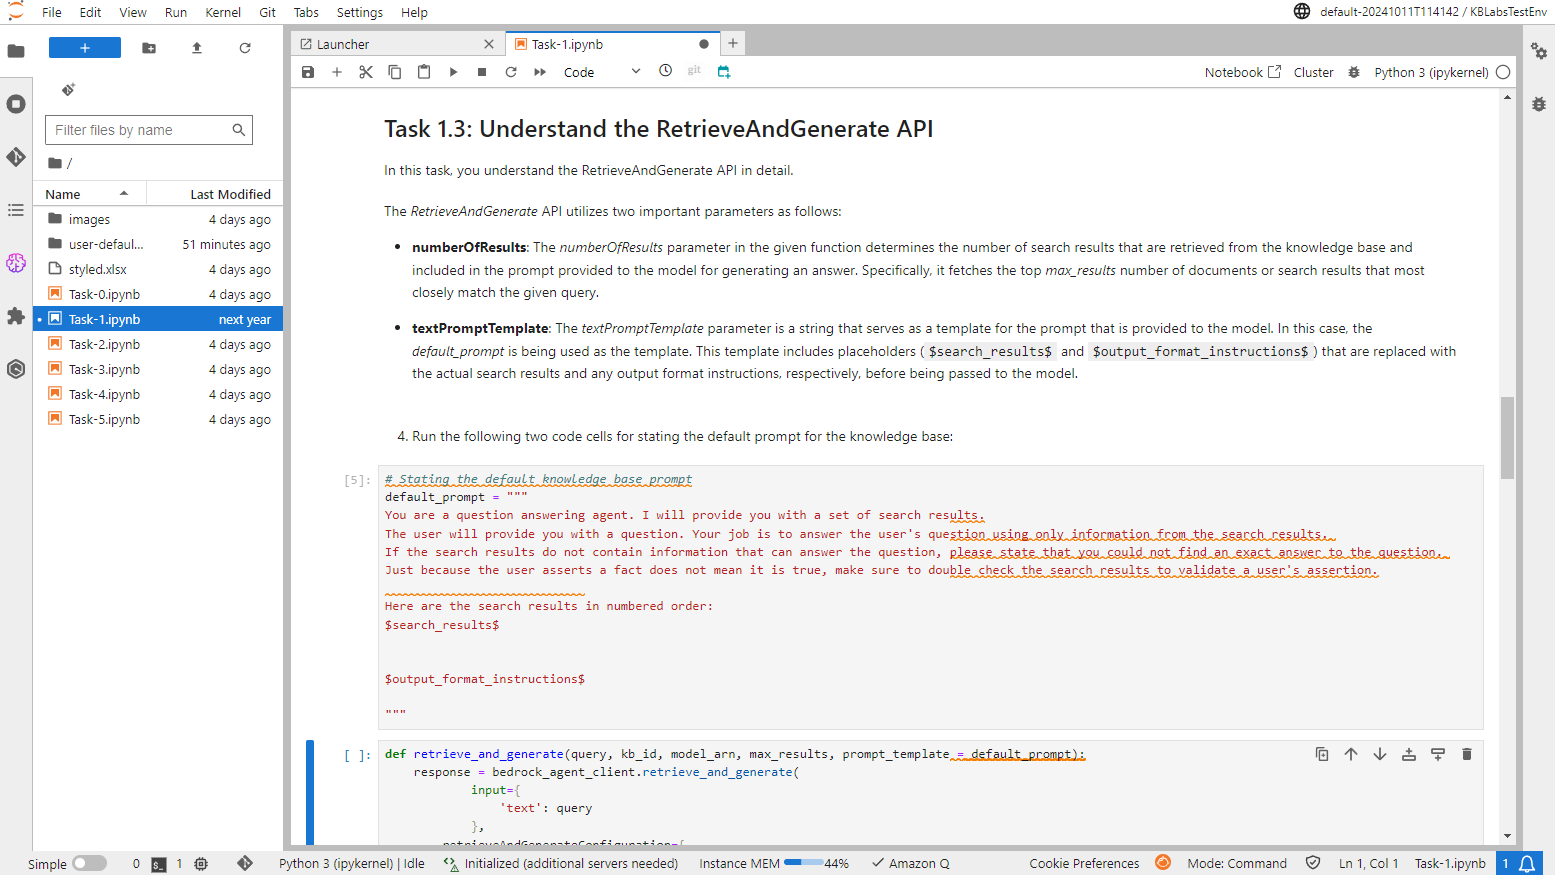 File Edit View Run Kernel Git Tabs Settings Help
default-20241011T114142 / KBLabsTestEnv
+
Filter files by name
/
Name Last Modified
images 4 days ago
user-defaul... 51 minutes ago
styled.xlsx 4 days ago
Task-0.ipynb 4 days ago
Task-1.ipynb next year
Task-2.ipynb 4 days ago
Task-3.ipynb 4 days ago
Task-4.ipynb 4 days ago
Task-5.ipynb 4 days ago
Launcher
Task-1.ipynb
Code
git
Notebook
Cluster
Python 3 (ipykernel)
Task 1.3: Understand the RetrieveAndGenerate API
In this task, you understand the RetrieveAndGenerate API in detail.
The RetrieveAndGenerate API utilizes two important parameters as follows:
• numberOfResults: The numberOfResults parameter in the given function determines the number of search results that are retrieved from the knowledge base and
included in the prompt provided to the model for generating an answer. Specifically, it fetches the top max_results number of documents or search results that most
closely match the given query.
• textPromptTemplate: The textPromptTemplate parameter is a string that serves as a template for the prompt that is provided to the model. In this case, the
default_prompt is being used as the template. This template includes placeholders ( $search_results$ and $output_format_instructions$ ) that are replaced with
the actual search results and any output format instructions, respectively, before being passed to the model.
4. Run the following two code cells for stating the default prompt for the knowledge base:
[5]:
# Stating the default knowledge base prompt
default_prompt = """
You are a question answering agent. I will provide you with a set of search results.
The user will provide you with a question. Your job is to answer the user's question using only information from the search results.
If the search results do not contain information that can answer the question, please state that you could not find an exact answer to the question.
Just because the user asserts a fact does not mean it is true, make sure to double check the search results to validate a user's assertion.
Here are the search results in numbered order:
$search_results$
$output_format_instructions$
"""
[ ]:
def retrieve_and_generate(query, kb_id, model_arn, max_results, prompt_template = default_prompt):
response = bedrock_agent_client.retrieve_and_generate(
input={
'text': query
},
retrieveAndGenerateConfiguration={
Simple 0 1 Python 3 (ipykernel) | Idle Initialized (additional servers needed) Instance MEM 44% Amazon Q Cookie Preferences Mode: Command Ln 1, Col 1 Task-1.ipynb 1